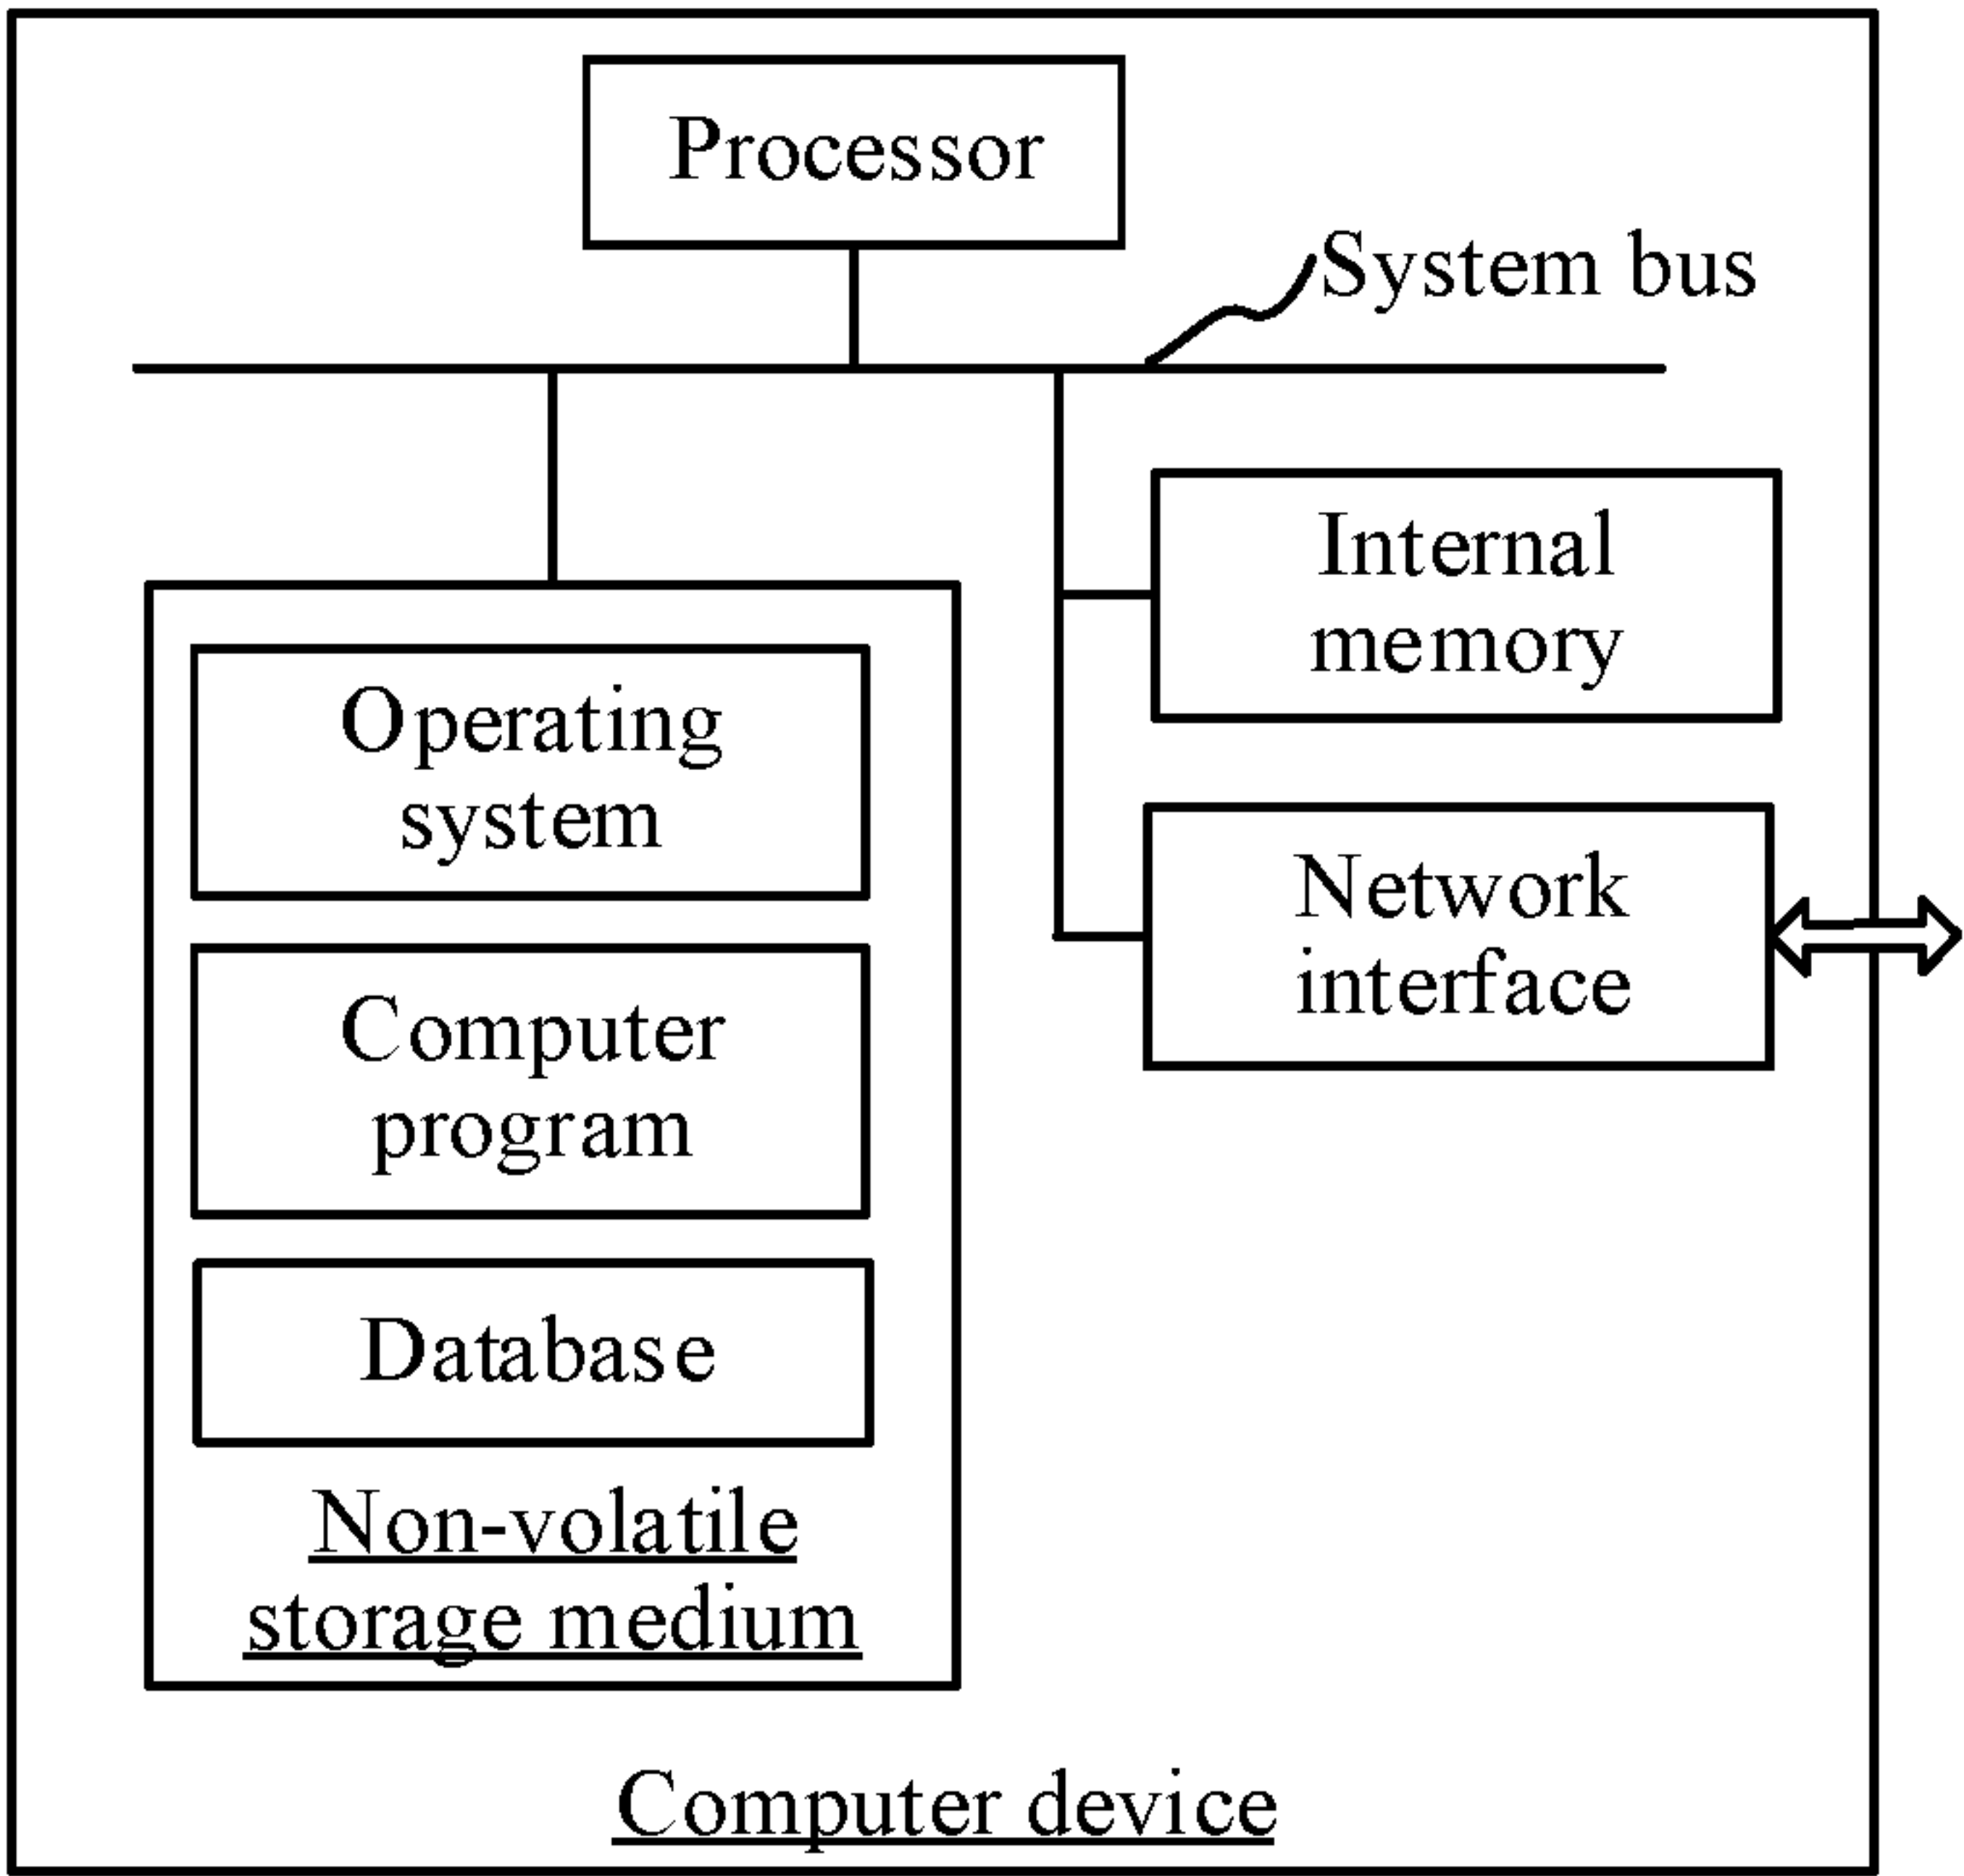 Processor
System bus
Internal
memory
Operating
system
Network
interface
Computer
program
Database
Non-volatile
storage medium
Computer device